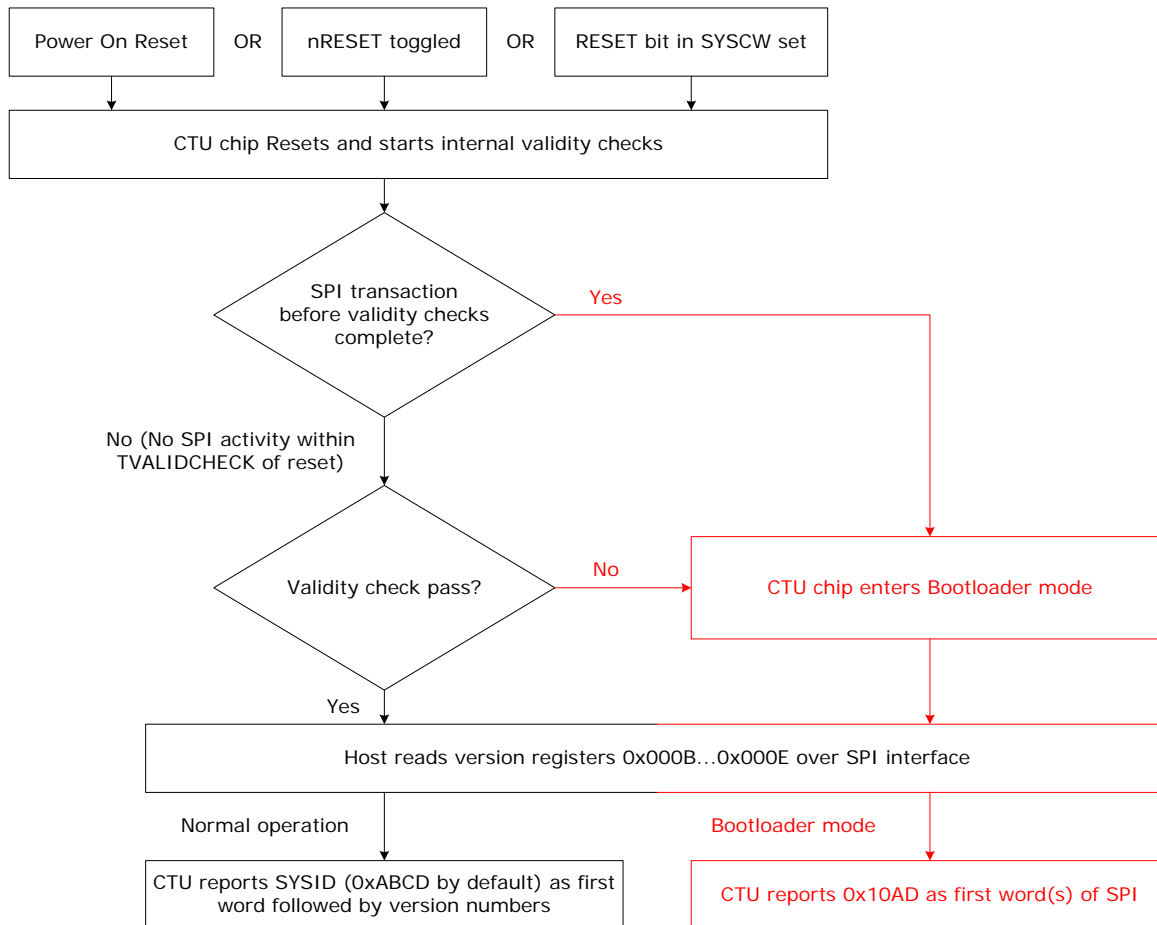 Power On Reset
OR
nRESET toggled
OR
RESET bit in SYSCW set
CTU chip Resets and starts internal validity checks
SPI transaction
before validity checks
complete?
Yes
No (No SPI activity within
TVALIDCHECK of reset)
Validity check pass?
No
CTU chip enters Bootloader mode
Yes
Host reads version registers 0x000B...0x000E over SPI interface
Normal operation
Bootloader mode
CTU reports SYSID (0xABCD by default) as first
word followed by version numbers
CTU reports 0x10AD as first word(s) of SPI